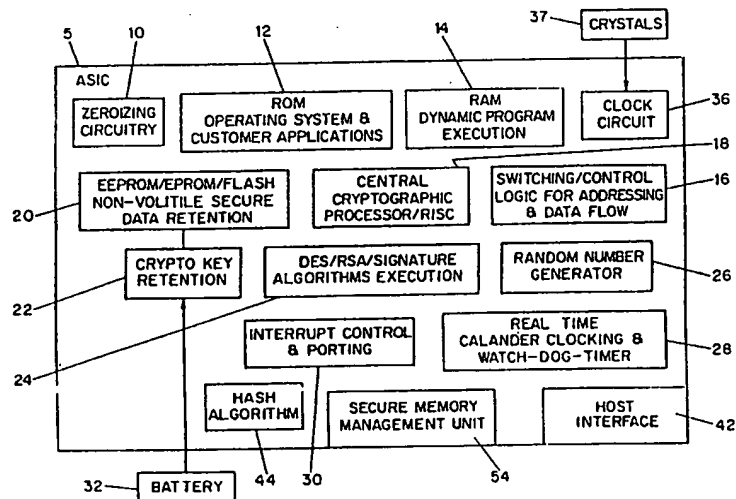 37
CRYSTALS
5
10
12
14
ASIC
ZEROIZING
CIRCUITRY
ROM
OPERATING SYSTEM &
CUSTOMER APPLICATIONS
RAM
DYNAMIC PROGRAM
EXECUTION
CLOCK
CIRCUIT
36
18
EEPROM/EPROM/FLASH
NON-VOLITILE SECURE
DATA RETENTION
CENTRAL
CRYPTOGRAPHIC
PROCESSOR/RISC
SWITCHING/CONTROL
LOGIC FOR ADDRESSING
& DATA FLOW
16
20
CRYPTO KEY
RETENTION
DES/RSA/SIGNATURE
ALGORITHMS EXECUTION
RANDOM NUMBER
GENERATOR
26
22
INTERRUPT CONTROL
& PORTING
REAL TIME
CALANDER CLOCKING &
WATCH-DOG-TIMER
28
24
HASH
ALGORITHM
SECURE MEMORY
MANAGEMENT UNIT
HOST
INTERFACE
42
32
BATTERY
44
30
54